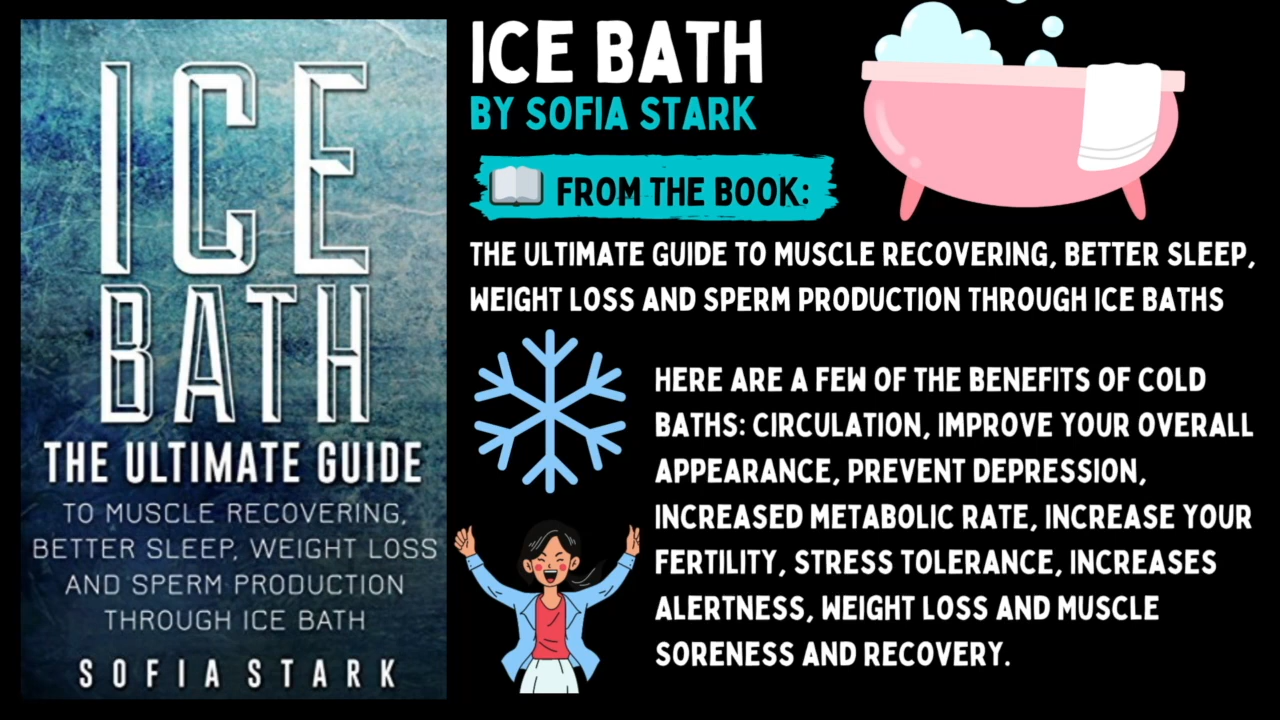 ICE
BATH
THE ULTIMATE GUIDE
TO MUSCLE RECOVERING,
BETTER SLEEP, WEIGHT LOSS
AND SPERM PRODUCTION
THROUGH ICE BATH
SOFIA STARK
ICE BATH
BY SOFIA STARK
FROM THE BOOK:
THE ULTIMATE GUIDE TO MUSCLE RECOVERING, BETTER SLEEP,
WEIGHT LOSS AND SPERM PRODUCTION THROUGH ICE BATHS
HERE ARE A FEW OF THE BENEFITS OF COLD
BATHS: CIRCULATION, IMPROVE YOUR OVERALL
APPEARANCE, PREVENT DEPRESSION,
INCREASED METABOLIC RATE, INCREASE YOUR
FERTILITY, STRESS TOLERANCE, INCREASES
ALERTNESS, WEIGHT LOSS AND MUSCLE
SORENESS AND RECOVERY.